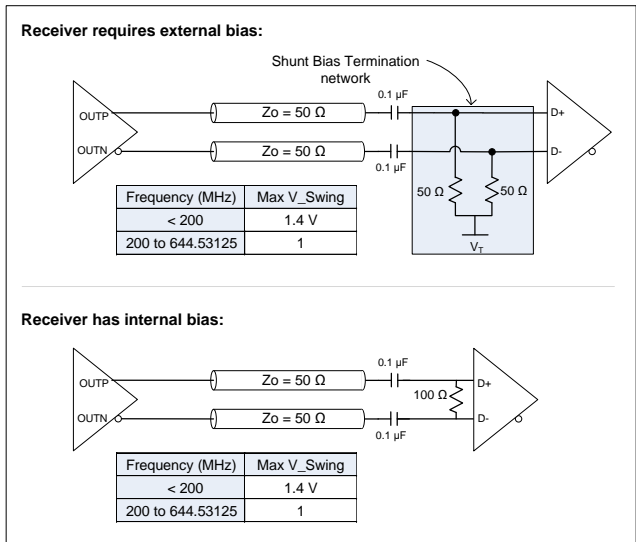 Receiver requires external bias:
Shunt Bias Termination
network
0.1 µF
OUTP
Zo = 50 Ω
D+
OUTN
Zo = 50 Ω
D-
0.1 µF
50 Ω
50 Ω
V_T
Frequency (MHz) Max V_Swing
< 200 1.4 V
200 to 644.53125 1
Receiver has internal bias:
0.1 µF
OUTP
Zo = 50 Ω
D+
100 Ω
OUTN
Zo = 50 Ω
D-
0.1 µF
Frequency (MHz) Max V_Swing
< 200 1.4 V
200 to 644.53125 1